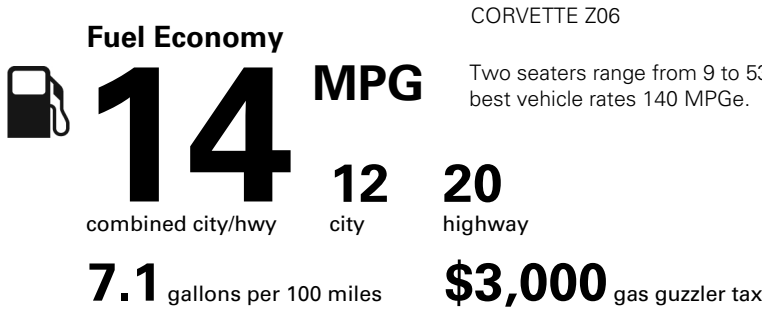 Fuel Economy
14 MPG
combined city/hwy
12
city
20
highway
7.1 gallons per 100 miles
$3,000 gas guzzler tax
CORVETTE Z06
Two seaters range from 9 to 53
best vehicle rates 140 MPGe.